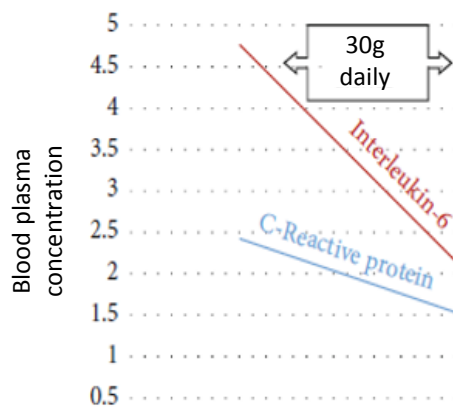 5
4.5
4
3.5
3
2.5
2
1.5
1
0.5
Blood plasma
concentration
30g
daily
Interleukin-6
C-Reactive protein